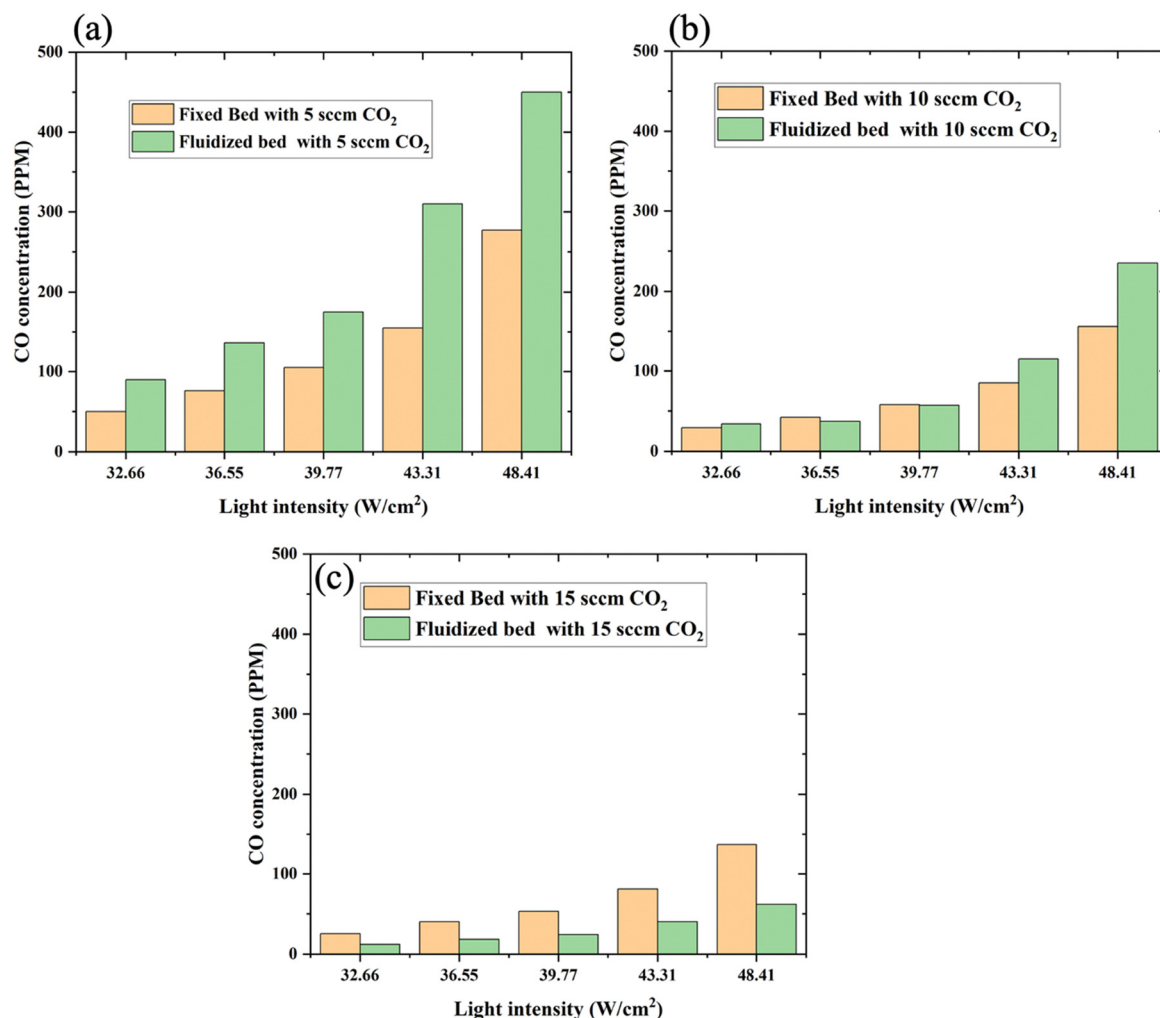 (a)
500
400
300
200
100
0
CO concentration (PPM)
Fixed Bed with 5 sccm CO₂
Fluidized bed with 5 sccm CO₂
32.66 36.55 39.77 43.31 48.41
Light intensity (W/cm²)
(b)
500
400
300
200
100
0
CO concentration (PPM)
Fixed Bed with 10 sccm CO₂
Fluidized bed with 10 sccm CO₂
32.66 36.55 39.77 43.31 48.41
Light intensity (W/cm²)
(c)
500
400
300
200
100
0
CO concentration (PPM)
Fixed Bed with 15 sccm CO₂
Fluidized bed with 15 sccm CO₂
32.66 36.55 39.77 43.31 48.41
Light intensity (W/cm²)